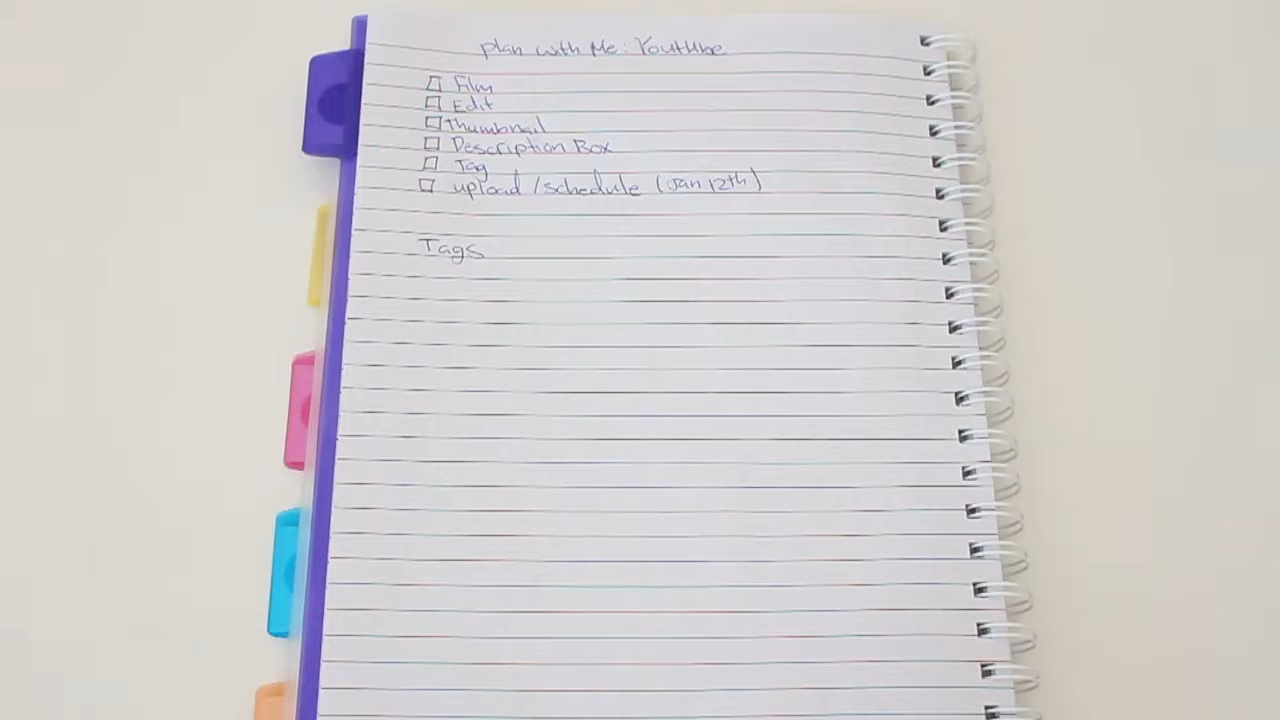 Plan with Me: Youtube
Film
Edit
Thumbnail
Description Box
Tag
upload / schedule (Jan 12th)
Tags